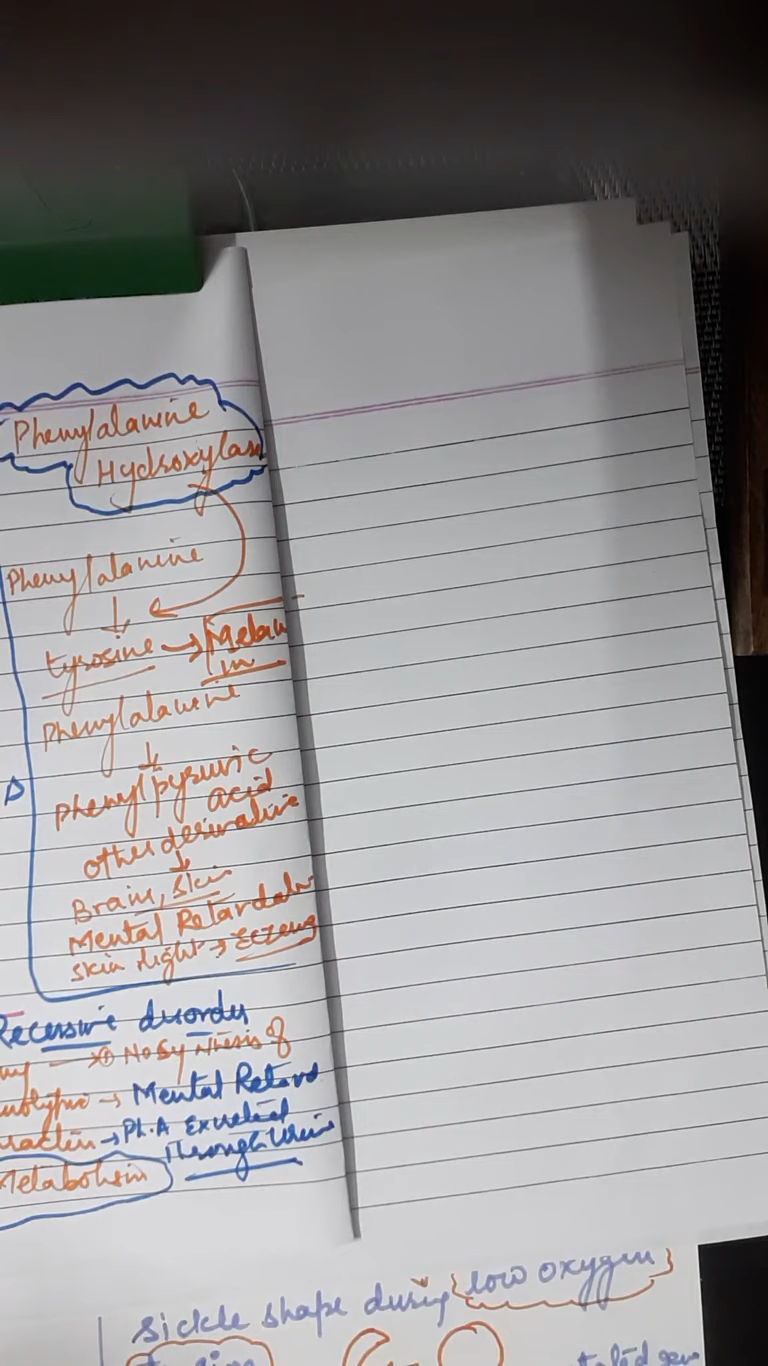 Phenylalanine
Hydroxylase
Phenylalanine
↓
tyrosine → Melan
in
Phenylalanine
↓
Phenylpyruvic
acid
other derivative
↓
Brain, skin
Mental Retardati
skin light → Eczema
Recessive disorder
→ No Synthesis of
→ Mental Retard
→ Ph.A Excreted
Through Urine
Metabolism
sickle shape during low oxygen